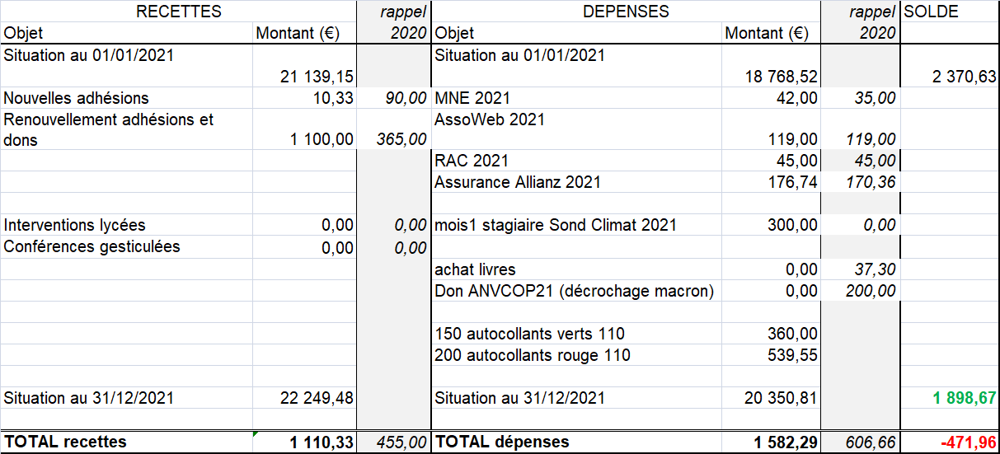 RECETTES rappel DEPENSES rappel SOLDE
Objet Montant (€) 2020 Objet Montant (€) 2020
Situation au 01/01/2021 Situation au 01/01/2021
21 139,15 18 768,52 2 370,63
Nouvelles adhésions 10,33 90,00 MNE 2021 42,00 35,00
Renouvellement adhésions et AssoWeb 2021
dons 1 100,00 365,00 119,00 119,00
RAC 2021 45,00 45,00
Assurance Allianz 2021 176,74 170,36
Interventions lycées 0,00 0,00 mois1 stagiaire Sond Climat 2021 300,00 0,00
Conférences gesticulées 0,00 0,00
achat livres 0,00 37,30
Don ANVCOP21 (décrochage macron) 0,00 200,00
150 autocollants verts 110 360,00
200 autocollants rouge 110 539,55
Situation au 31/12/2021 22 249,48 Situation au 31/12/2021 20 350,81 1 898,67
TOTAL recettes 1 110,33 455,00 TOTAL dépenses 1 582,29 606,66 -471,96